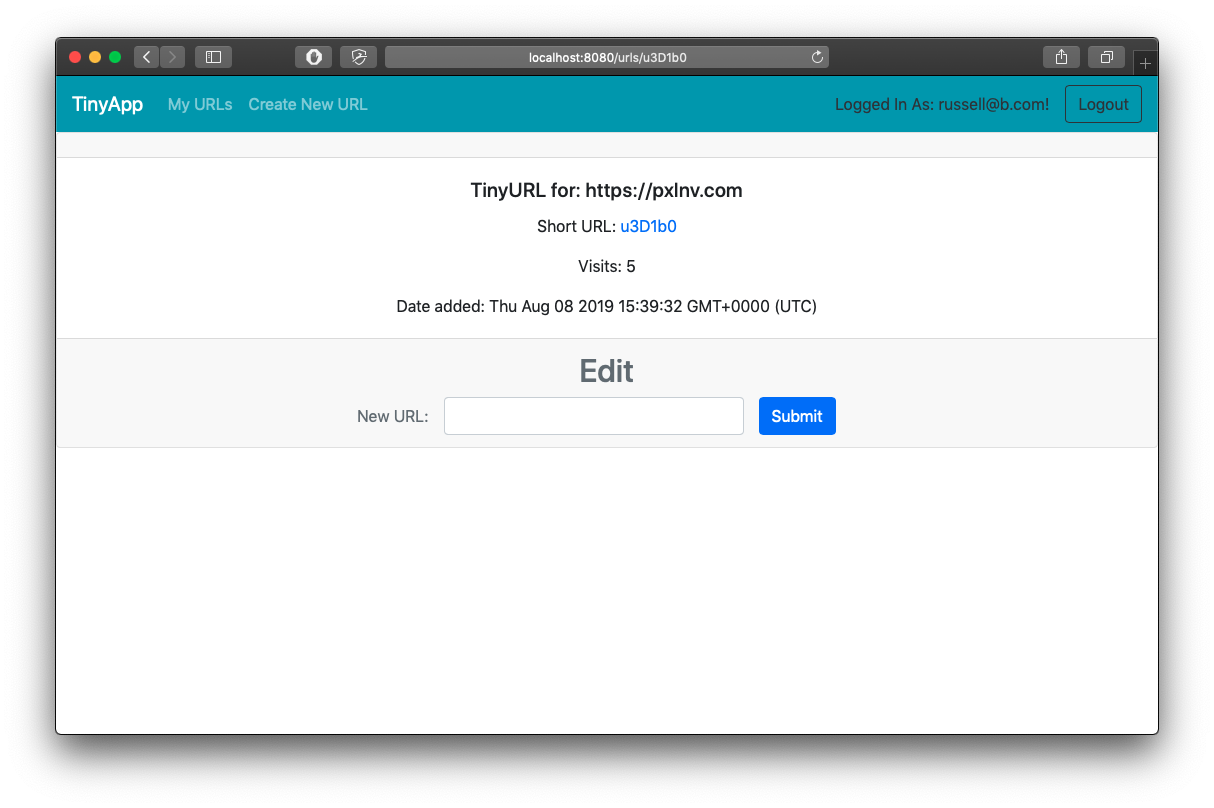 localhost:8080/urls/u3D1b0
TinyApp My URLs Create New URL Logged In As: russell@b.com! Logout
TinyURL for: https://pxlnv.com
Short URL: u3D1b0
Visits: 5
Date added: Thu Aug 08 2019 15:39:32 GMT+0000 (UTC)
Edit
New URL: Submit